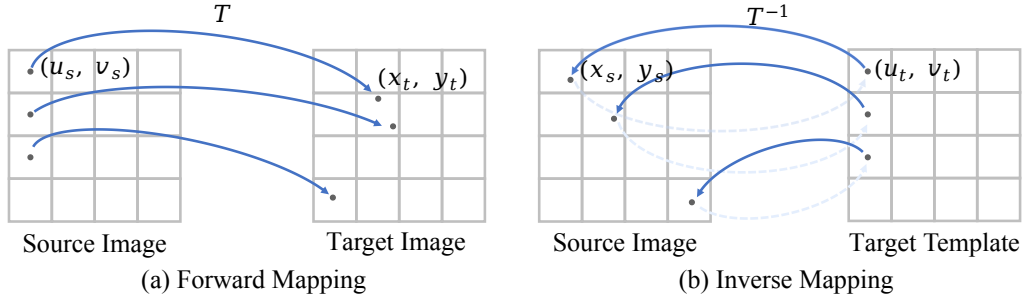 T
(u_s, v_s)
(x_t, y_t)
Source Image
Target Image
(a) Forward Mapping
T^{-1}
(x_s, y_s)
(u_t, v_t)
Source Image
Target Template
(b) Inverse Mapping